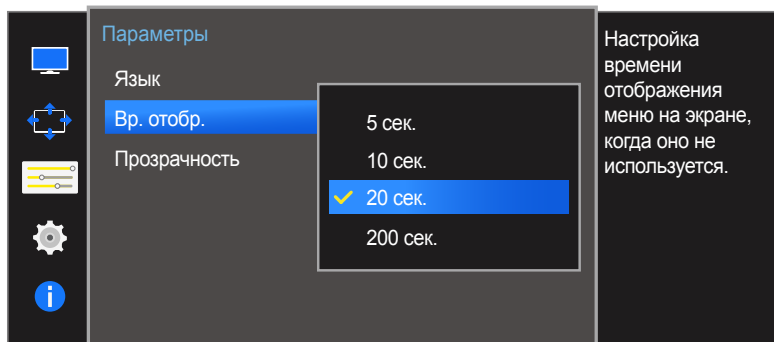 Параметры
Язык
Вр. отобр.
Прозрачность
5 сек.
10 сек.
20 сек.
200 сек.
Настройка
времени
отображения
меню на экране,
когда оно не
используется.